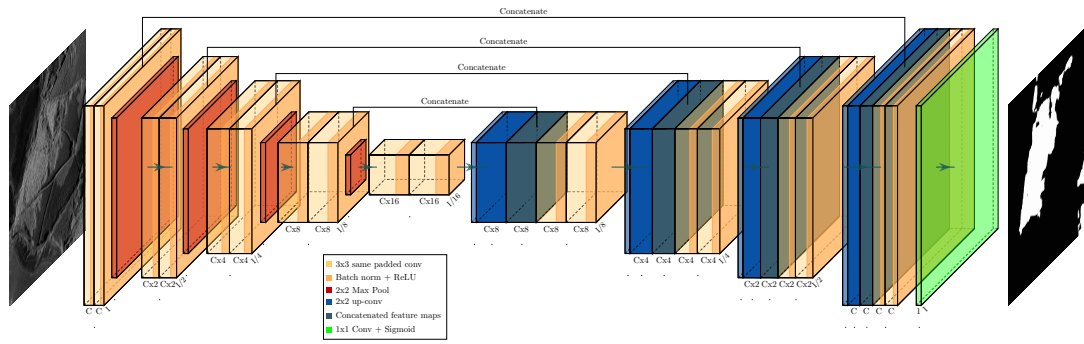 Concatenate
Concatenate
Concatenate
Concatenate
C C I
Cx2 Cx2 1/2
Cx4 Cx4 1/4
Cx8 Cx8 1/8
Cx16 Cx16 1/16
Cx8 Cx8 Cx8 Cx8 1/8
Cx4 Cx4 Cx4 Cx4 1/4
Cx2 Cx2 Cx2 Cx2 1/2
C C C C
1 I
3x3 same padded conv
Batch norm + ReLU
2x2 Max Pool
2x2 up-conv
Concatenated feature maps
1x1 Conv + Sigmoid